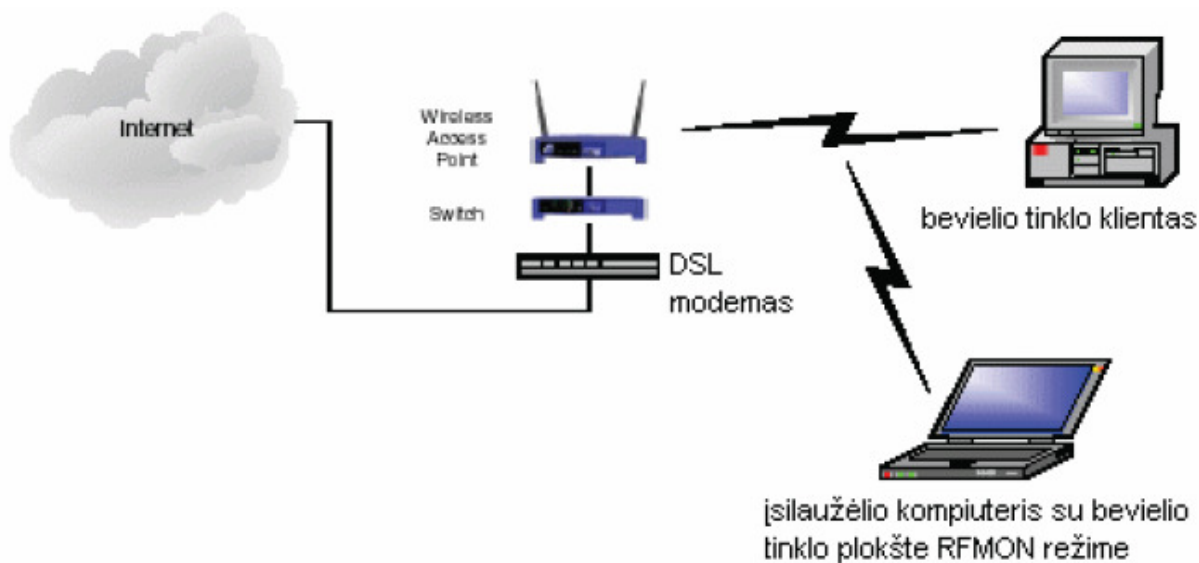 Internet
Wireless
Access
Point
Switch
DSL
modemas
bevielio tinklo klientas
įsilaužėlio kompiuteris su bevielio
tinklo plokšte RFMON režime